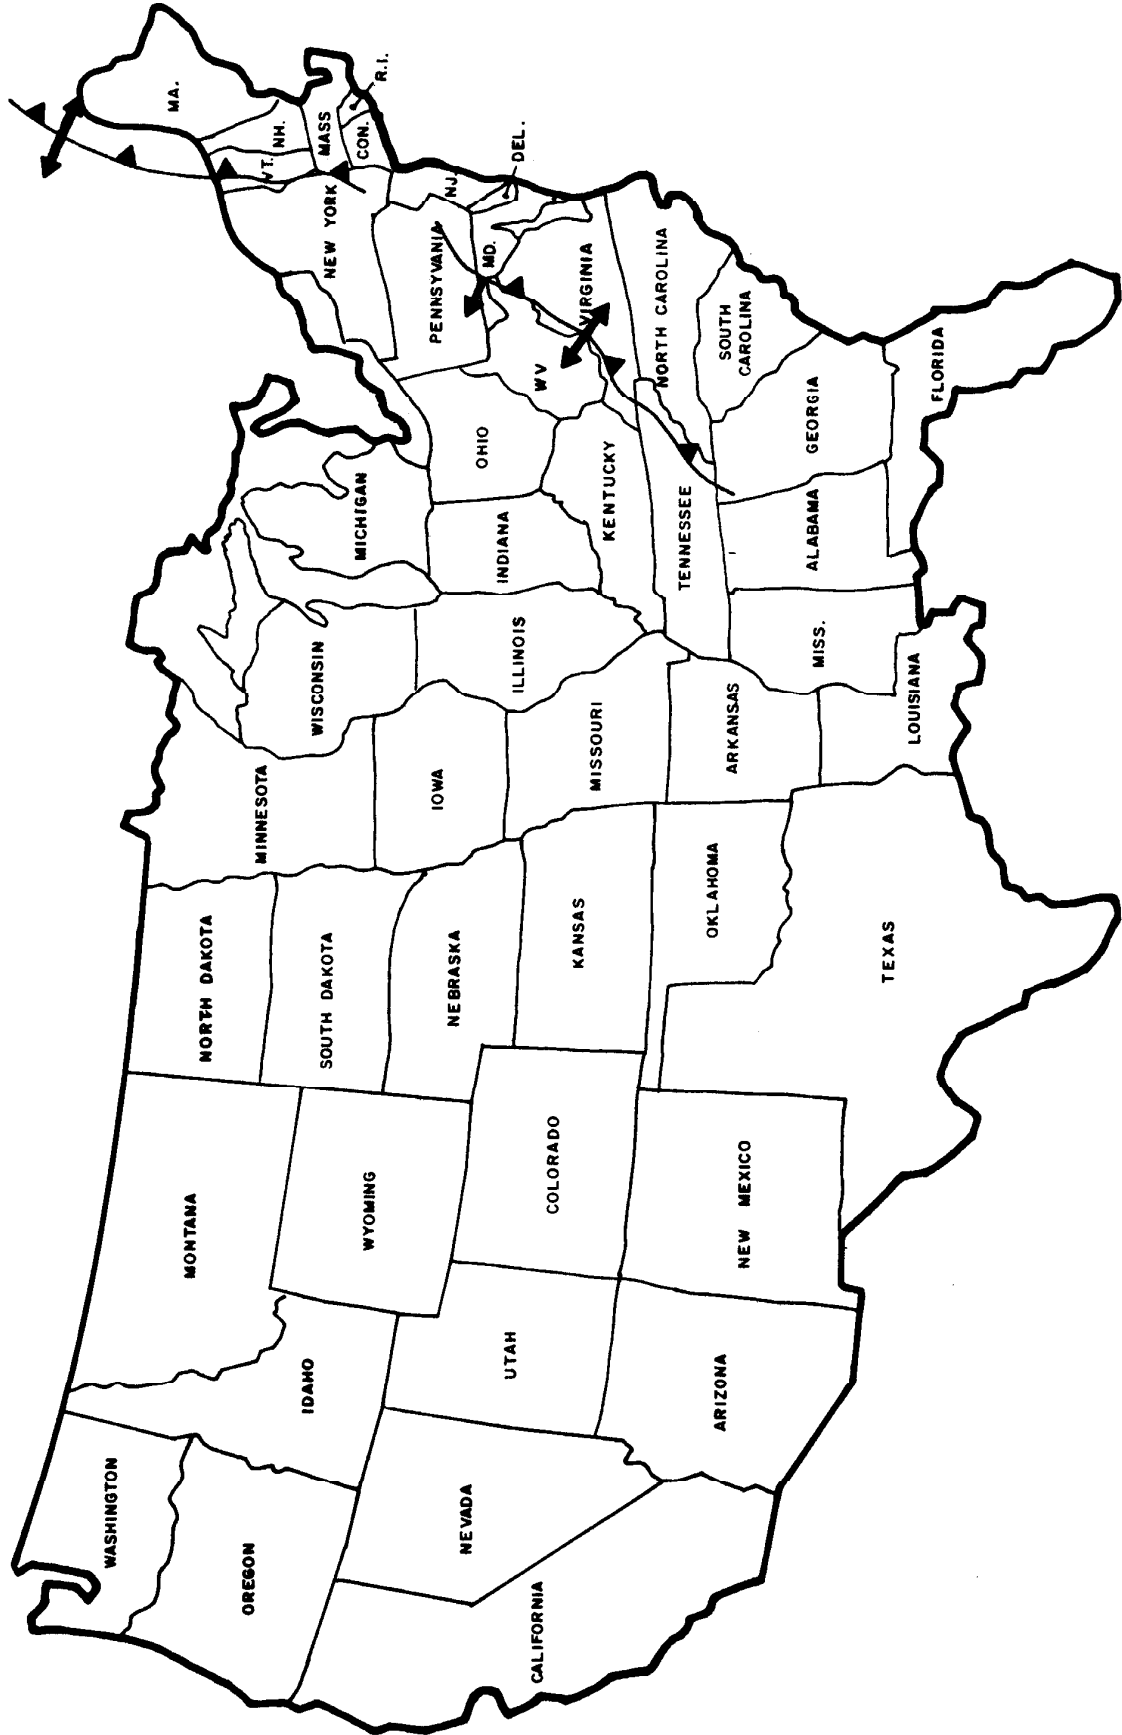 WASHINGTON
OREGON
CALIFORNIA
NEVADA
IDAHO
MONTANA
WYOMING
UTAH
ARIZONA
COLORADO
NEW MEXICO
NORTH DAKOTA
SOUTH DAKOTA
NEBRASKA
KANSAS
OKLAHOMA
TEXAS
MINNESOTA
IOWA
MISSOURI
ARKANSAS
LOUISIANA
WISCONSIN
ILLINOIS
MISS.
MICHIGAN
INDIANA
KENTUCKY
TENNESSEE
ALABAMA
OHIO
GEORGIA
FLORIDA
WV
VIRGINIA
NORTH CAROLINA
SOUTH
CAROLINA
PENNSYLVANIA
MD.
DEL.
NJ.
NEW YORK
VT.
NH.
MASS
CON.
R.I.
MA.